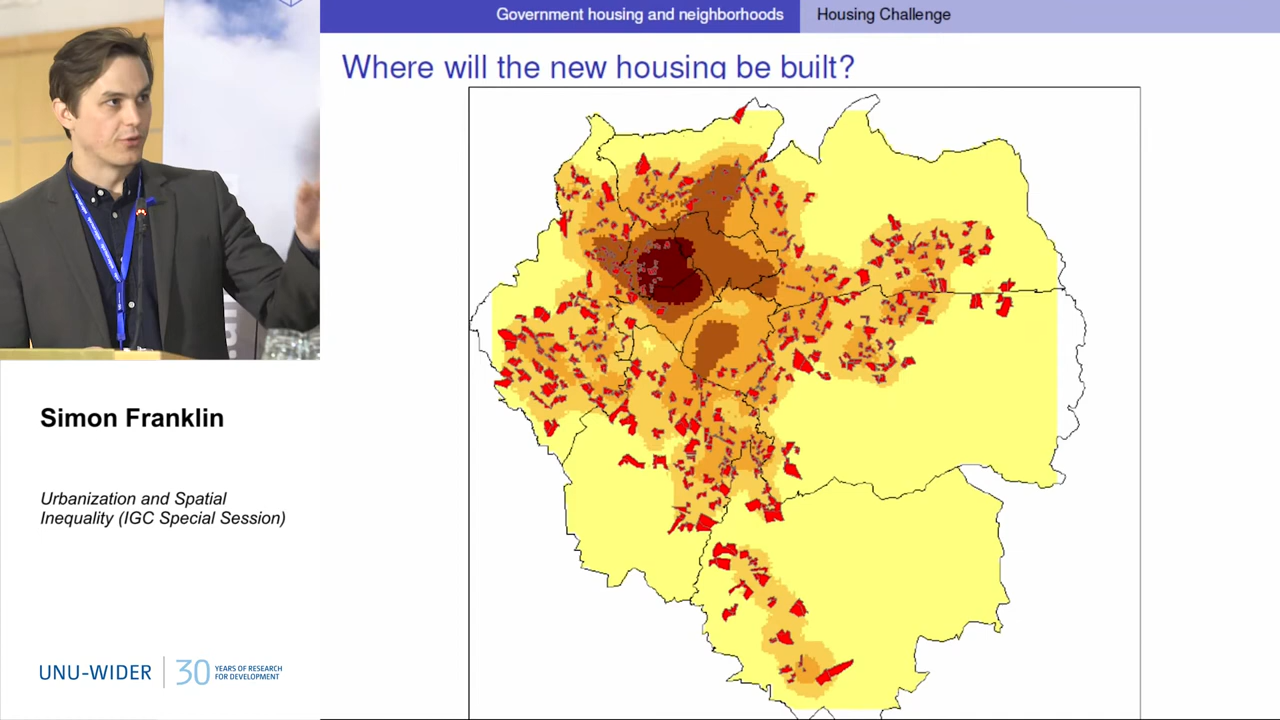 Government housing and neighborhoods
Housing Challenge
Where will the new housing be built?
Simon Franklin
Urbanization and Spatial
Inequality (IGC Special Session)
UNU-WIDER
30
YEARS OF RESEARCH
FOR DEVELOPMENT